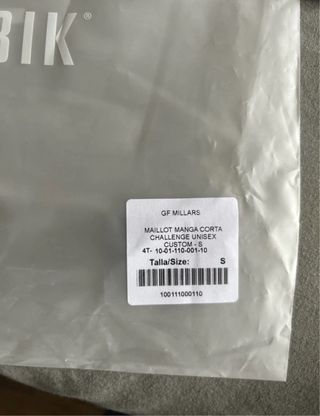 BIK®
GF MILLARS
MAILLOT MANGA CORTA
CHALLENGE UNISEX
CUSTOM - S
4T- 10-01-110-001-10
Talla/Size: S
100111000110